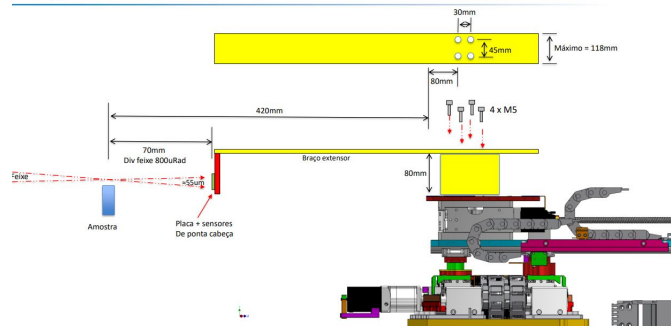 30mm
45mm
Máximo = 118mm
80mm
420mm
4 x M5
70mm
Div feixe 800uRad
Braço extensor
80mm
Feixe
≈55um
Amostra
Placa + sensores
De ponta cabeça